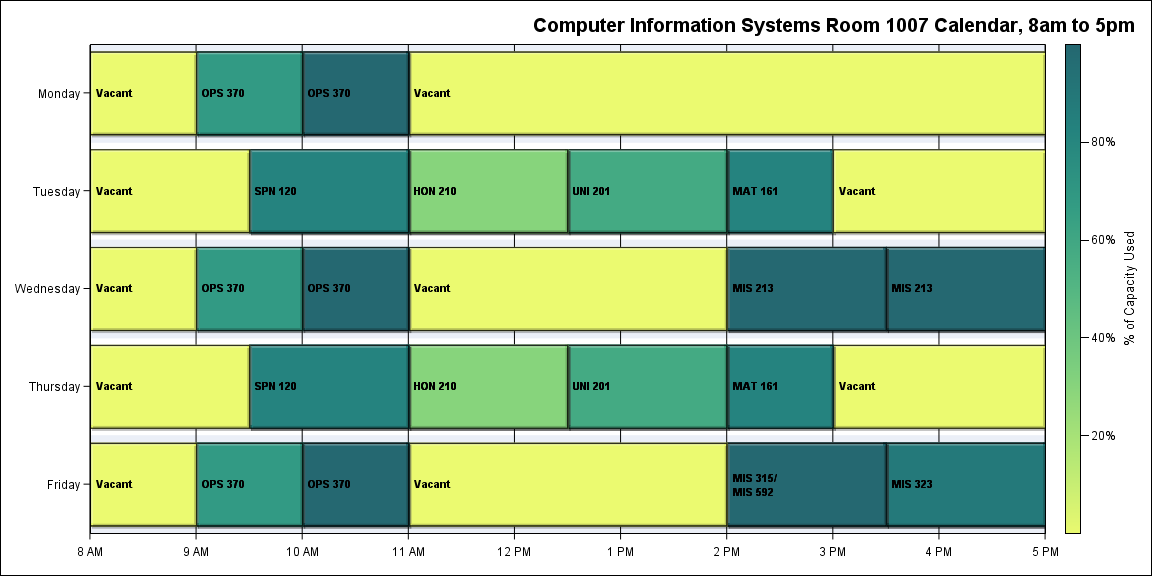 Computer Information Systems Room 1007 Calendar, 8am to 5pm
Monday
Vacant
OPS 370
OPS 370
Vacant
Tuesday
Vacant
SPN 120
HON 210
UNI 201
MAT 161
Vacant
Wednesday
Vacant
OPS 370
OPS 370
Vacant
MIS 213
MIS 213
Thursday
Vacant
SPN 120
HON 210
UNI 201
MAT 161
Vacant
Friday
Vacant
OPS 370
OPS 370
Vacant
MIS 315/
MIS 592
MIS 323
8 AM
9 AM
10 AM
11 AM
12 PM
1 PM
2 PM
3 PM
4 PM
5 PM
80%
60%
40%
20%
% of Capacity Used